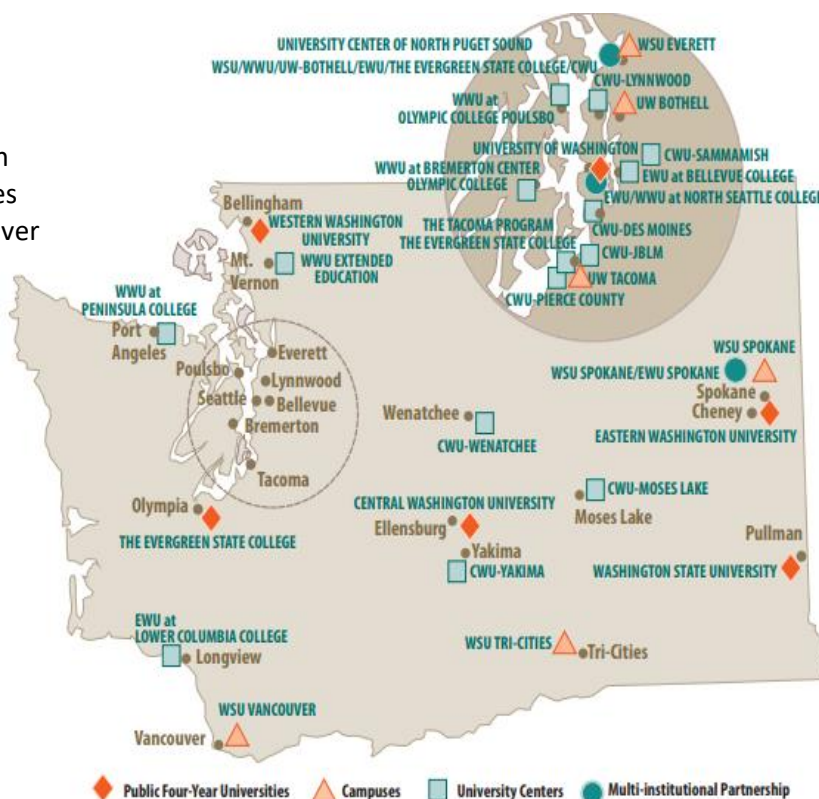 UNIVERSITY CENTER OF NORTH PUGET SOUND
WSU EVERETT
WSU/WWU/UW-BOTHELL/EWU/THE EVERGREEN STATE COLLEGE/CWU
CWU-LYNNWOOD
WWU at
OLYMPIC COLLEGE POULSBO
UW BOTHELL
UNIVERSITY OF WASHINGTON
CWU-SAMMAMISH
WWU at BREMERTON CENTER
OLYMPIC COLLEGE
EWU at BELLEVUE COLLEGE
EWU/WWU at NORTH SEATTLE COLLEGE
CWU-DES MOINES
THE TACOMA PROGRAM
THE EVERGREEN STATE COLLEGE
CWU-JBLM
UW TACOMA
CWU-PIERCE COUNTY
es
ver
Bellingham
WESTERN WASHINGTON
UNIVERSITY
Mt.
Vernon
WWU EXTENDED
EDUCATION
WWU at
PENINSULA COLLEGE
Port
Angeles
Everett
Poulsbo
Lynnwood
Seattle
Bellevue
Bremerton
Tacoma
WSU SPOKANE
WSU SPOKANE/EWU SPOKANE
Spokane
Cheney
EASTERN WASHINGTON UNIVERSITY
Wenatchee
CWU-WENATCHEE
Olympia
THE EVERGREEN STATE COLLEGE
CENTRAL WASHINGTON UNIVERSITY
Ellensburg
CWU-MOSES LAKE
Moses Lake
Yakima
CWU-YAKIMA
Pullman
WASHINGTON STATE UNIVERSITY
EWU at
LOWER COLUMBIA COLLEGE
Longview
WSU TRI-CITIES
Tri-Cities
WSU VANCOUVER
Vancouver
Public Four-Year Universities
Campuses
University Centers
Multi-institutional Partnership